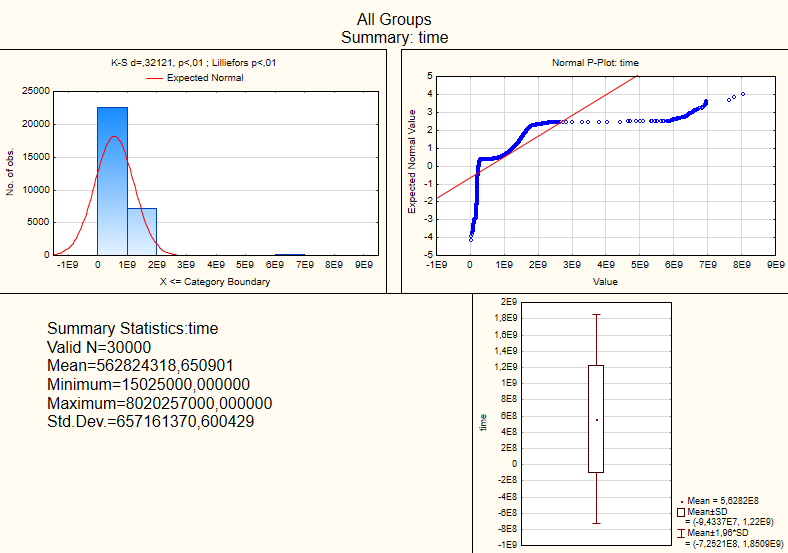 All Groups
Summary: time
K-S d=,32121, p<,01 ; Lilliefors p<,01
Expected Normal
25000
20000
15000
10000
5000
0
No. of obs.
-1E9 0 1E9 2E9 3E9 4E9 5E9 6E9 7E9 8E9 9E9
X <= Category Boundary
Normal P-Plot: time
5
4
3
2
1
0
-1
-2
-3
-4
-5
Expected Normal Value
-1E9 0 1E9 2E9 3E9 4E9 5E9 6E9 7E9 8E9 9E9
Value
Summary Statistics:time
Valid N=30000
Mean=562824318,650901
Minimum=15025000,000000
Maximum=8020257000,000000
Std.Dev.=657161370,600429
2E9
1,8E9
1,6E9
1,4E9
1,2E9
1E9
8E8
6E8
4E8
2E8
0
-2E8
-4E8
-6E8
-8E8
-1E9
time
Mean = 5,6282E8
Mean±SD
= (-9,4337E7, 1,22E9)
Mean±1,96*SD
= (-7,2521E8, 1,8509E9)